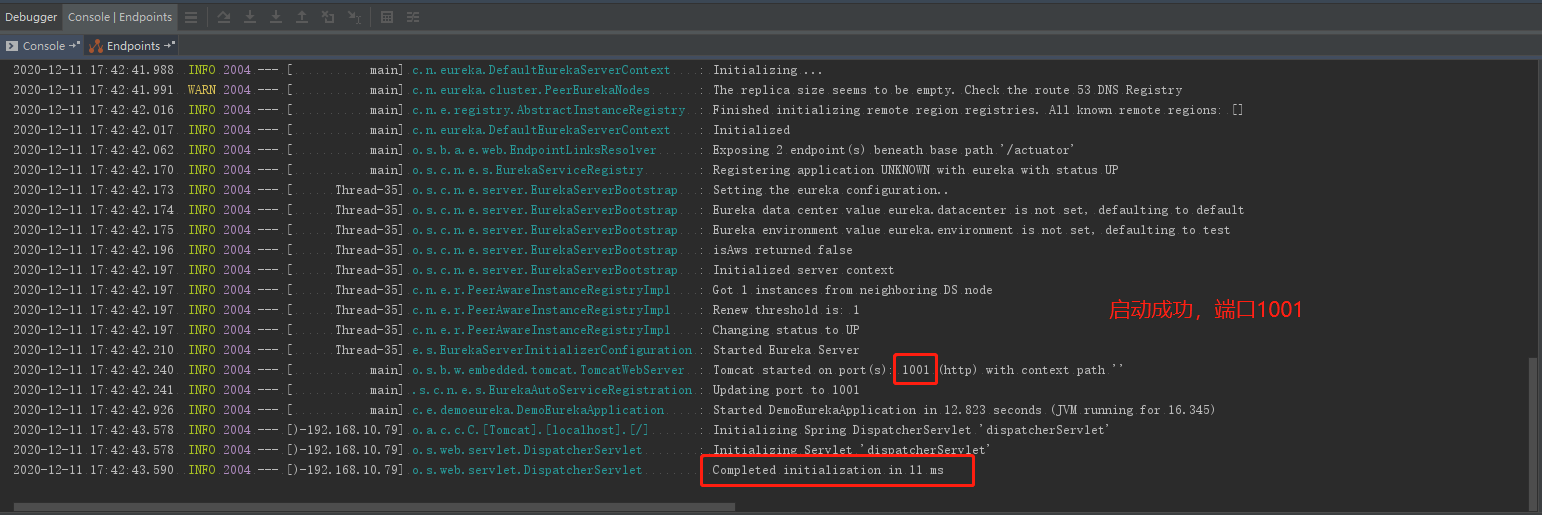 Debugger Console | Endpoints
Console Endpoints
2020-12-11 17:42:41.988 INFO 2004 --- [ main] c.n.eureka.DefaultEurekaServerContext : Initializing ...
2020-12-11 17:42:41.991 WARN 2004 --- [ main] c.n.eureka.cluster.PeerEurekaNodes : The replica size seems to be empty. Check the route 53 DNS Registry
2020-12-11 17:42:42.016 INFO 2004 --- [ main] c.n.e.registry.AbstractInstanceRegistry : Finished initializing remote region registries. All known remote regions: []
2020-12-11 17:42:42.017 INFO 2004 --- [ main] c.n.eureka.DefaultEurekaServerContext : Initialized
2020-12-11 17:42:42.062 INFO 2004 --- [ main] o.s.b.a.e.web.EndpointLinksResolver : Exposing 2 endpoint(s) beneath base path '/actuator'
2020-12-11 17:42:42.170 INFO 2004 --- [ main] o.s.c.n.e.s.EurekaServiceRegistry : Registering application UNKNOWN with eureka with status UP
2020-12-11 17:42:42.173 INFO 2004 --- [ Thread-35] o.s.c.n.e.server.EurekaServerBootstrap : Setting the eureka configuration..
2020-12-11 17:42:42.174 INFO 2004 --- [ Thread-35] o.s.c.n.e.server.EurekaServerBootstrap : Eureka data center value eureka.datacenter is not set, defaulting to default
2020-12-11 17:42:42.175 INFO 2004 --- [ Thread-35] o.s.c.n.e.server.EurekaServerBootstrap : Eureka environment value eureka.environment is not set, defaulting to test
2020-12-11 17:42:42.196 INFO 2004 --- [ Thread-35] o.s.c.n.e.server.EurekaServerBootstrap : isAws returned false
2020-12-11 17:42:42.197 INFO 2004 --- [ Thread-35] o.s.c.n.e.server.EurekaServerBootstrap : Initialized server context
2020-12-11 17:42:42.197 INFO 2004 --- [ Thread-35] c.n.e.r.PeerAwareInstanceRegistryImpl : Got 1 instances from neighboring DS node
2020-12-11 17:42:42.197 INFO 2004 --- [ Thread-35] c.n.e.r.PeerAwareInstanceRegistryImpl : Renew threshold is: 1
启动成功，端口1001
2020-12-11 17:42:42.197 INFO 2004 --- [ Thread-35] c.n.e.r.PeerAwareInstanceRegistryImpl : Changing status to UP
2020-12-11 17:42:42.210 INFO 2004 --- [ Thread-35] e.s.EurekaServerInitializerConfiguration : Started Eureka Server
2020-12-11 17:42:42.240 INFO 2004 --- [ main] o.s.b.w.embedded.tomcat.TomcatWebServer : Tomcat started on port(s): 1001 (http) with context path ''
2020-12-11 17:42:42.241 INFO 2004 --- [ main] .s.c.n.e.s.EurekaAutoServiceRegistration : Updating port to 1001
2020-12-11 17:42:42.926 INFO 2004 --- [ main] c.e.demoeureka.DemoEurekaApplication : Started DemoEurekaApplication in 12.823 seconds (JVM running for 16.345)
2020-12-11 17:42:43.578 INFO 2004 --- [)-192.168.10.79] o.a.c.c.C.[Tomcat].[localhost].[/] : Initializing Spring DispatcherServlet 'dispatcherServlet'
2020-12-11 17:42:43.578 INFO 2004 --- [)-192.168.10.79] o.s.web.servlet.DispatcherServlet : Initializing Servlet 'dispatcherServlet'
2020-12-11 17:42:43.590 INFO 2004 --- [)-192.168.10.79] o.s.web.servlet.DispatcherServlet : Completed initialization in 11 ms